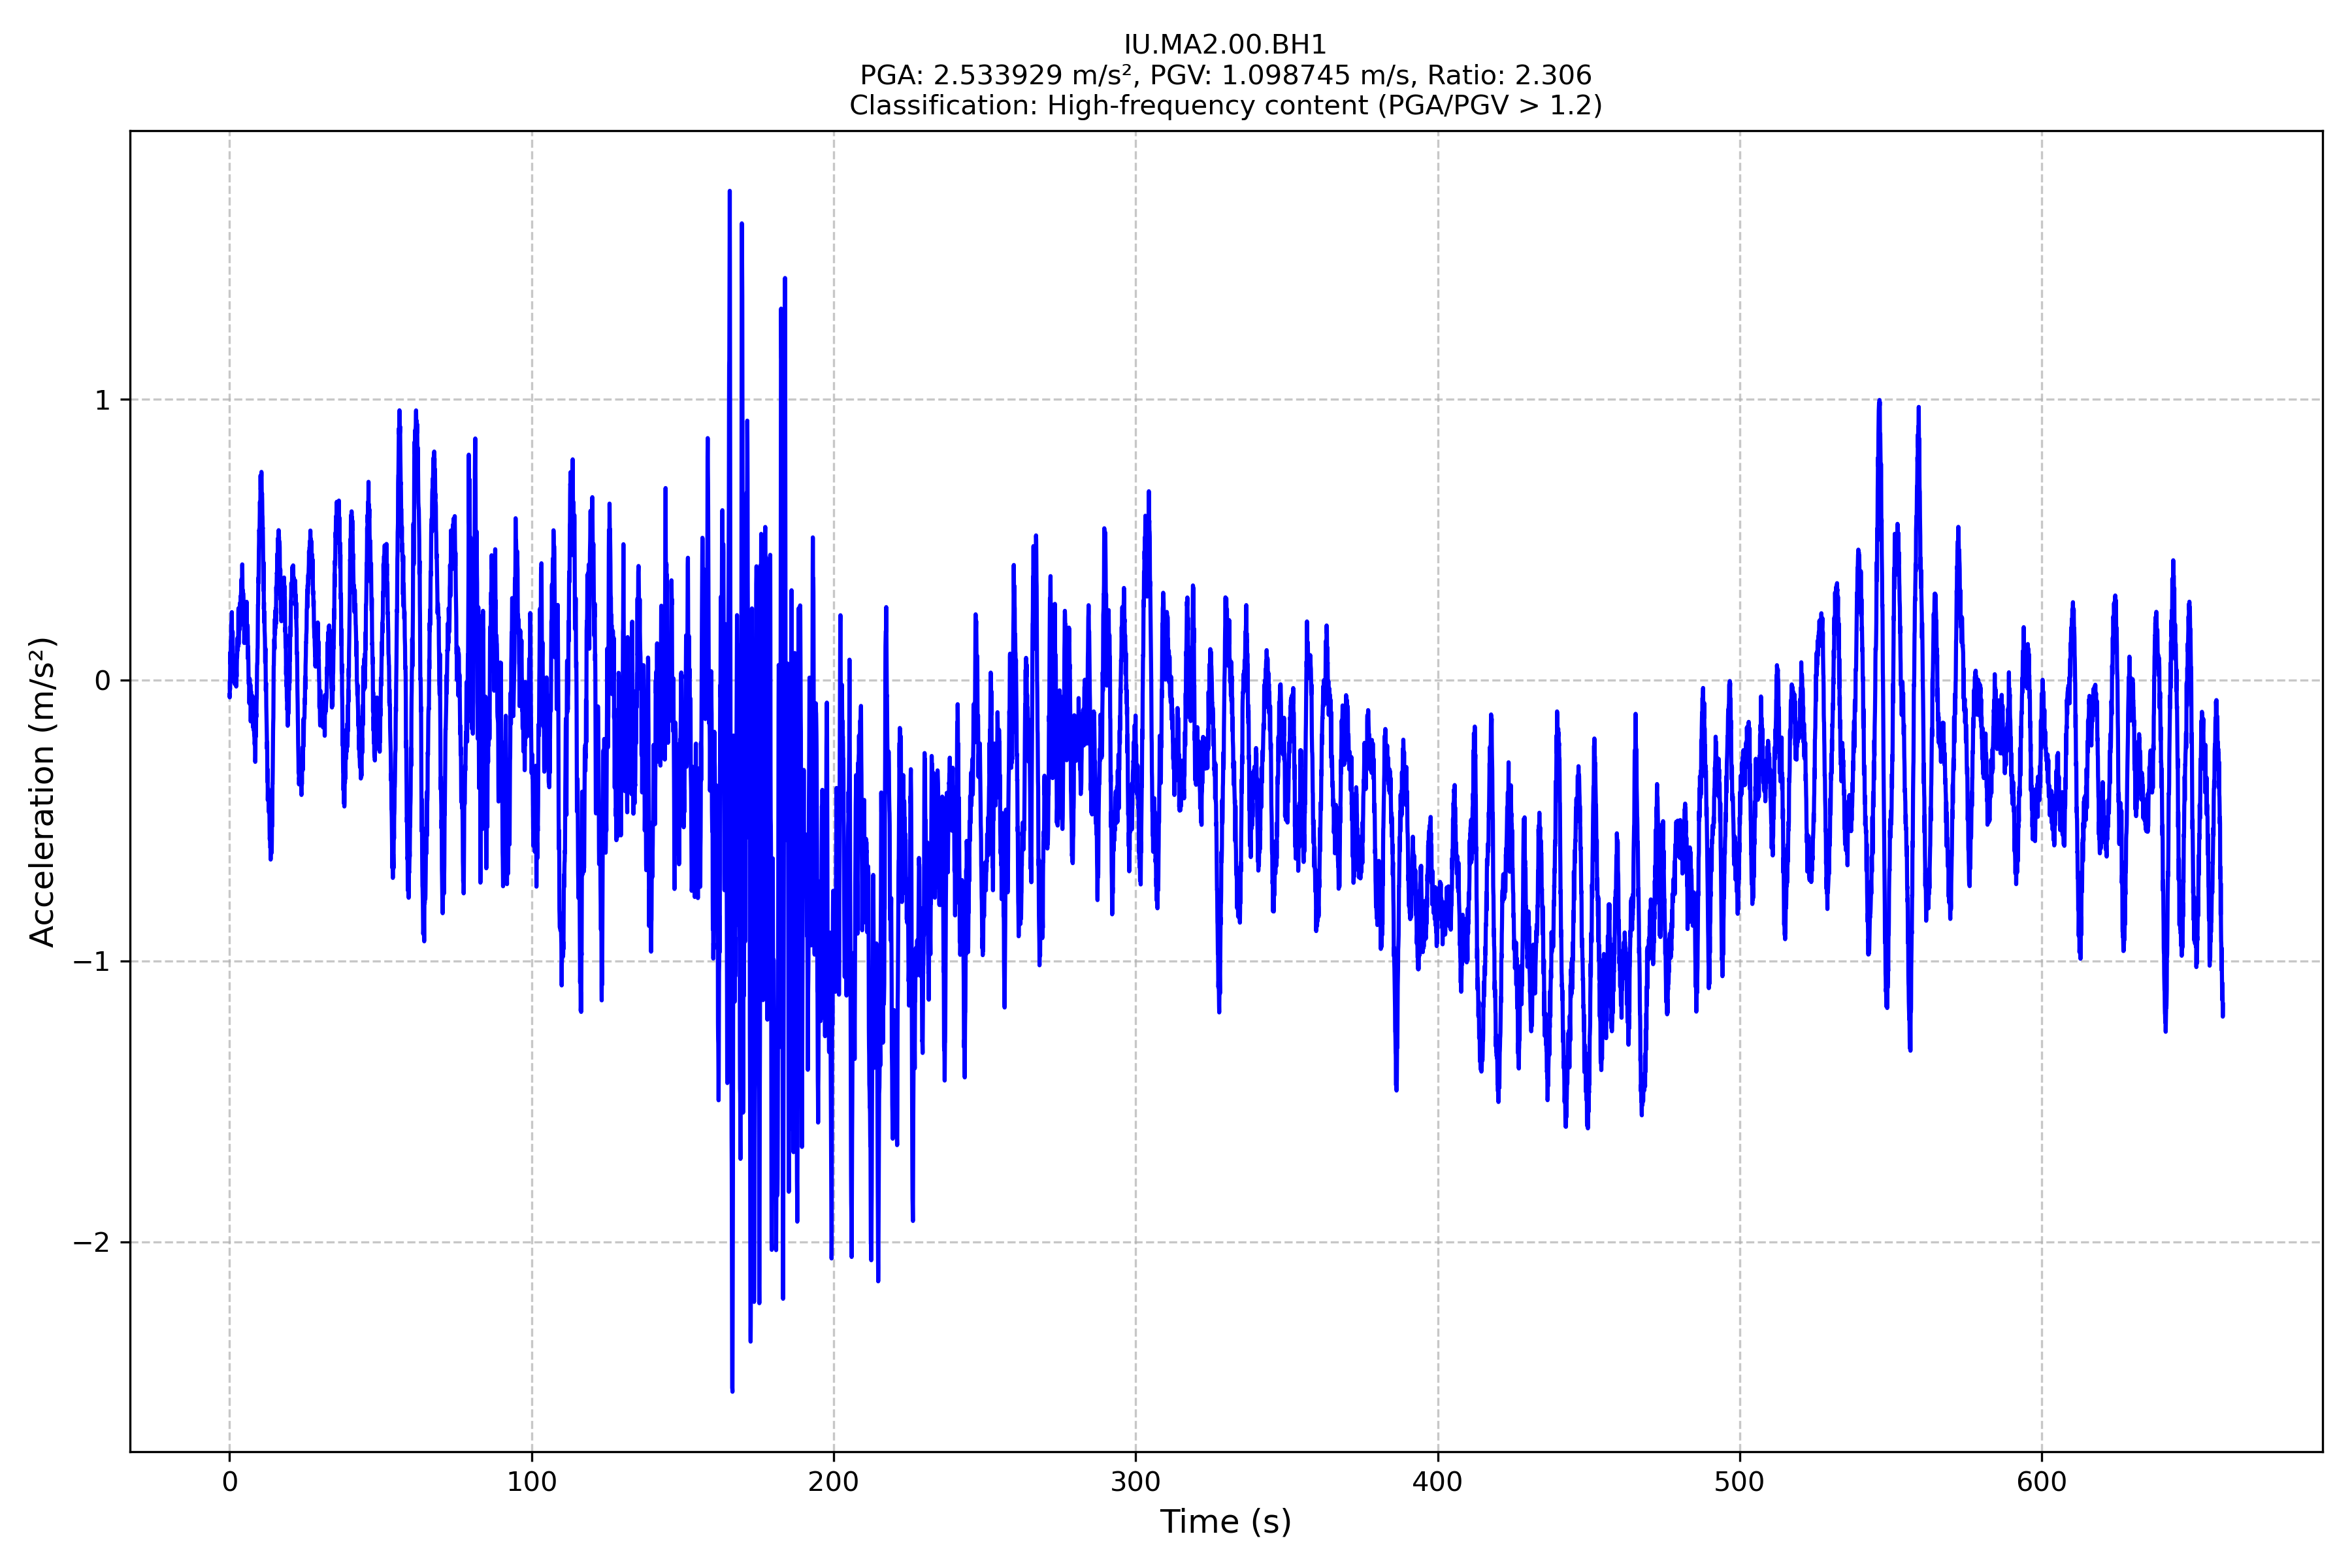 IU.MA2.00.BH1
PGA: 2.533929 m/s², PGV: 1.098745 m/s, Ratio: 2.306
Classification: High-frequency content (PGA/PGV > 1.2)
Acceleration (m/s²)
1
0
−1
−2
0 100 200 300 400 500 600
Time (s)